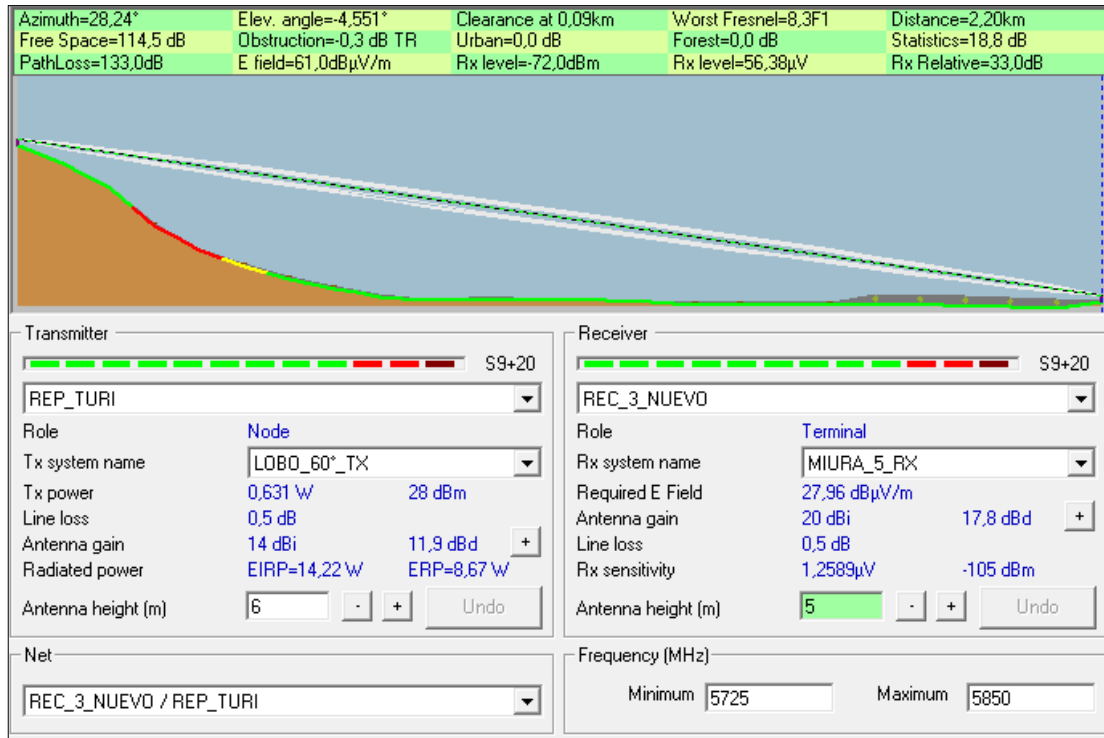 Azimuth=28,24° Elev. angle=-4,551° Clearance at 0,09km Worst Fresnel=8,3F1 Distance=2,20km
Free Space=114,5 dB Obstruction=-0,3 dB TR Urban=0,0 dB Forest=0,0 dB Statistics=18,8 dB
PathLoss=133,0dB E field=61,0dBµV/m Rx level=-72,0dBm Rx level=56,38µV Rx Relative=33,0dB
Transmitter
S9+20
REP_TURI
Role Node
Tx system name LOBO_60°_TX
Tx power 0,631 W 28 dBm
Line loss 0,5 dB
Antenna gain 14 dBi 11,9 dBd +
Radiated power EIRP=14,22 W ERP=8,67 W
Antenna height (m) 6 - + Undo
Receiver
S9+20
REC_3_NUEVO
Role Terminal
Rx system name MIURA_5_RX
Required E Field 27,96 dBµV/m
Antenna gain 20 dBi 17,8 dBd +
Line loss 0,5 dB
Rx sensitivity 1,2589µV -105 dBm
Antenna height (m) 5 - + Undo
Net
REC_3_NUEVO / REP_TURI
Frequency (MHz)
Minimum 5725 Maximum 5850